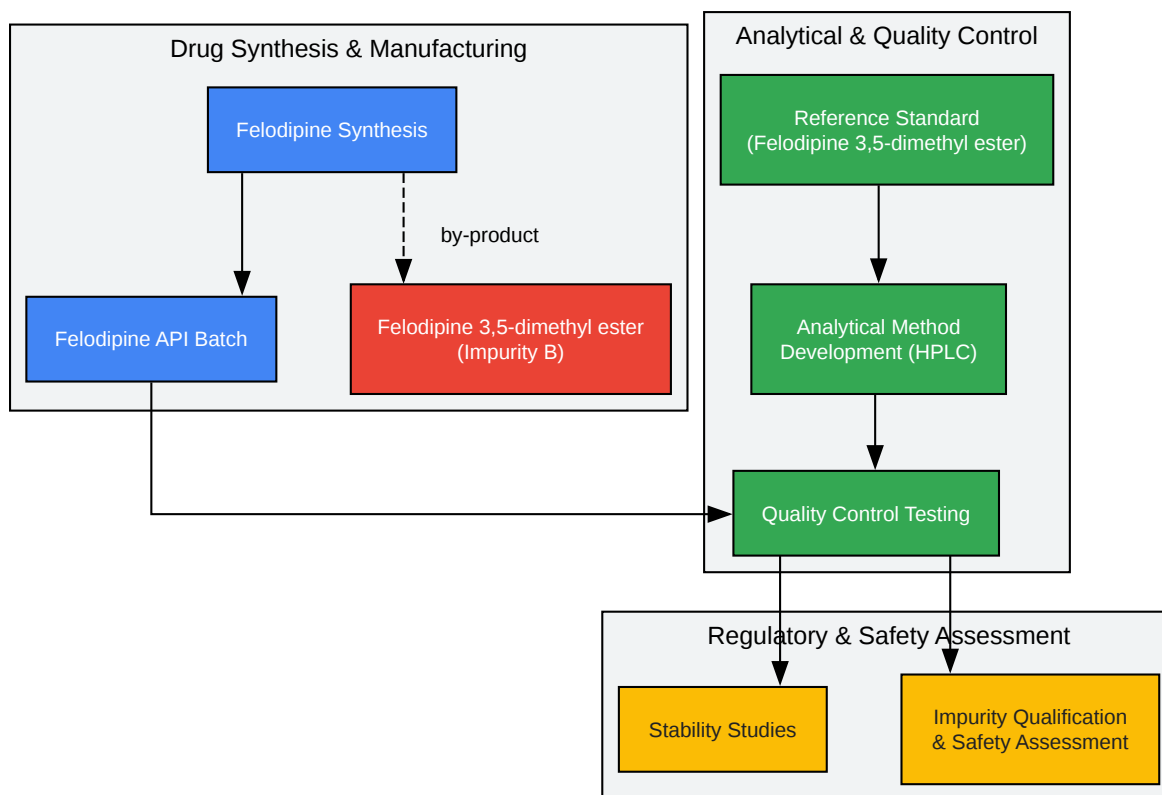 Drug Synthesis & Manufacturing
Felodipine Synthesis
by-product
Felodipine API Batch
Felodipine 3,5-dimethyl ester
(Impurity B)
Analytical & Quality Control
Reference Standard
(Felodipine 3,5-dimethyl ester)
Analytical Method
Development (HPLC)
Quality Control Testing
Regulatory & Safety Assessment
Stability Studies
Impurity Qualification
& Safety Assessment